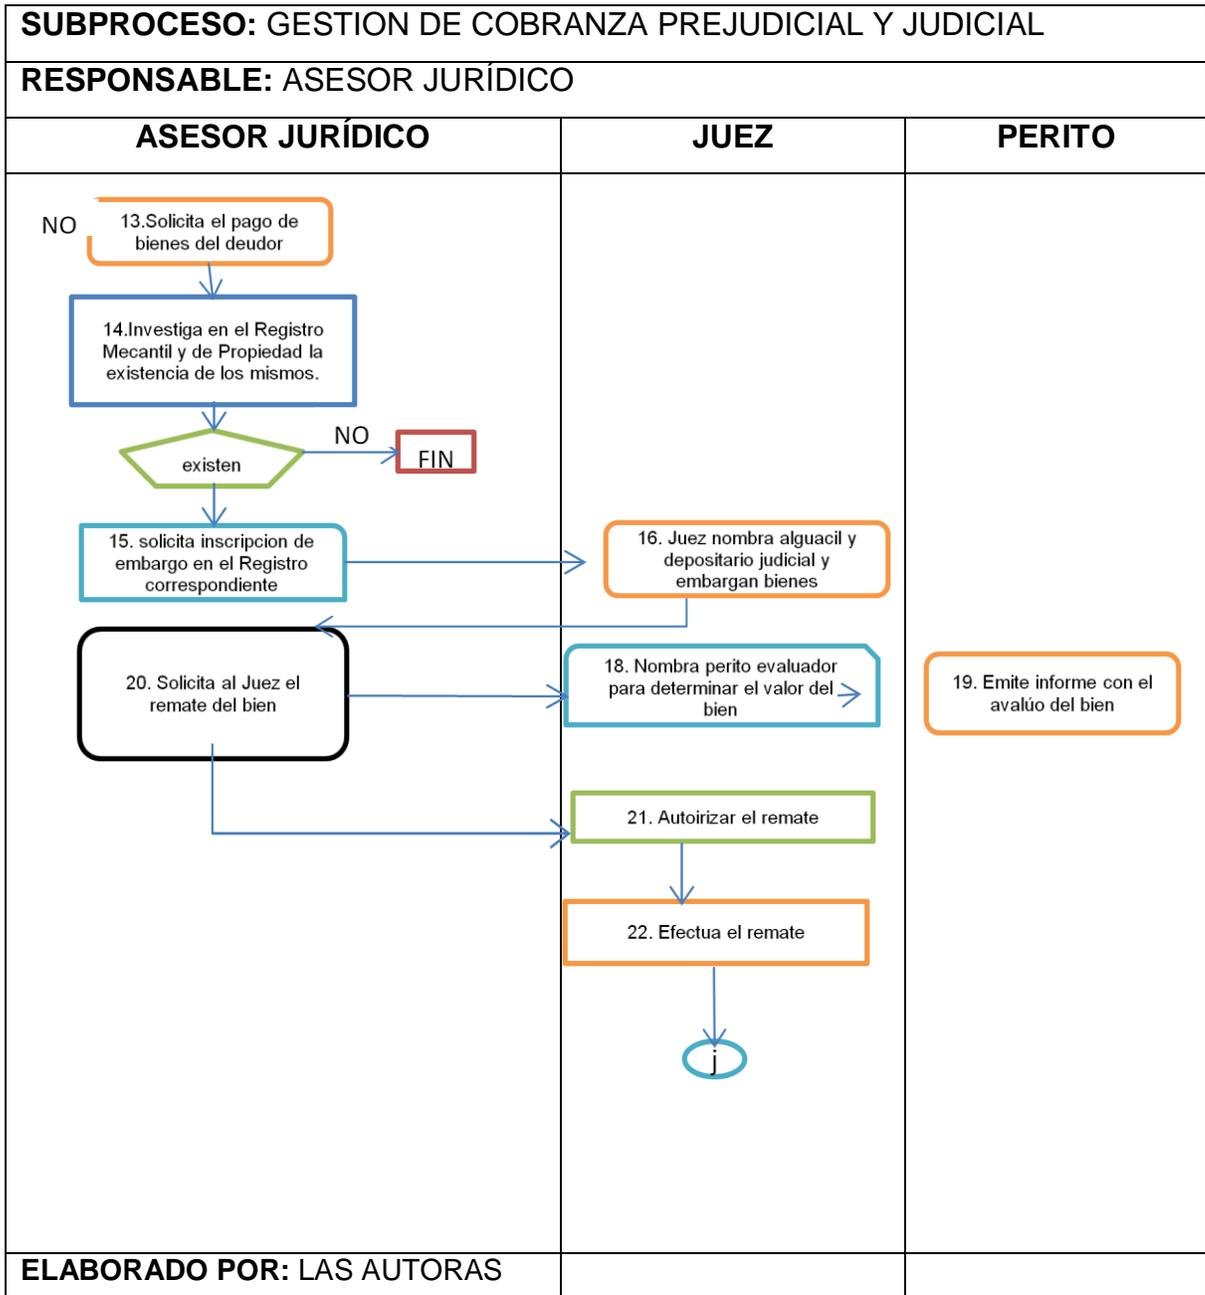 SUBPROCESO: GESTION DE COBRANZA PREJUDICIAL Y JUDICIAL
RESPONSABLE: ASESOR JURÍDICO
ASESOR JURÍDICO
JUEZ
PERITO
NO
13.Solicita el pago de
bienes del deudor
14.Investiga en el Registro
Mecantil y de Propiedad la
existencia de los mismos.
existen
NO
FIN
15. solicita inscripcion de
embargo en el Registro
correspondiente
16. Juez nombra alguacil y
depositario judicial y
embargan bienes
20. Solicita al Juez el
remate del bien
18. Nombra perito evaluador
para determinar el valor del
bien
19. Emite informe con el
avalúo del bien
21. Autoirizar el remate
22. Efectua el remate
j
ELABORADO POR: LAS AUTORAS